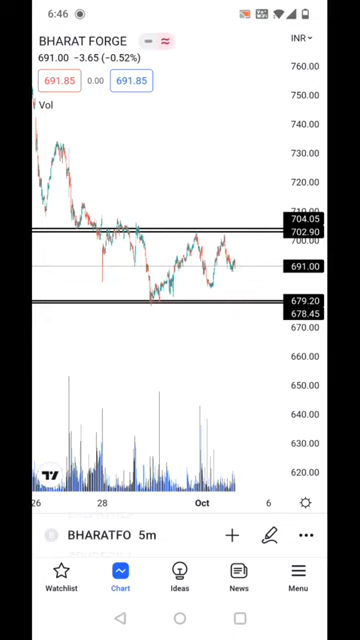 6:46
BHARAT FORGE
INR
691.00 −3.65 (−0.52%)
691.85 0.00 691.85
Vol
760.00
750.00
740.00
730.00
720.00
710.00
704.05
702.90
700.00
691.00
679.20
678.45
670.00
660.00
650.00
640.00
630.00
620.00
26 28 Oct 6
BHARATFO 5m
Watchlist Chart Ideas News Menu